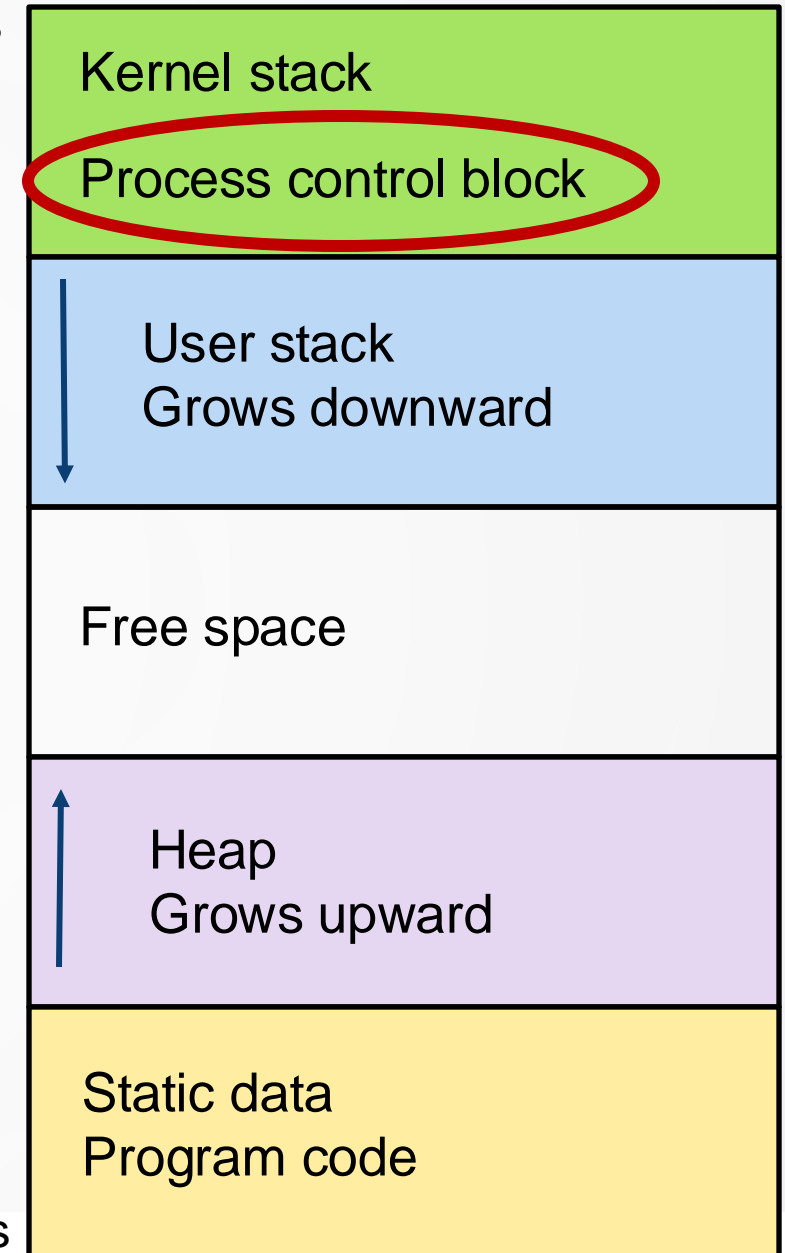 Kernel stack
Process control block
User stack
Grows downward
Free space
Heap
Grows upward
Static data
Program code
s